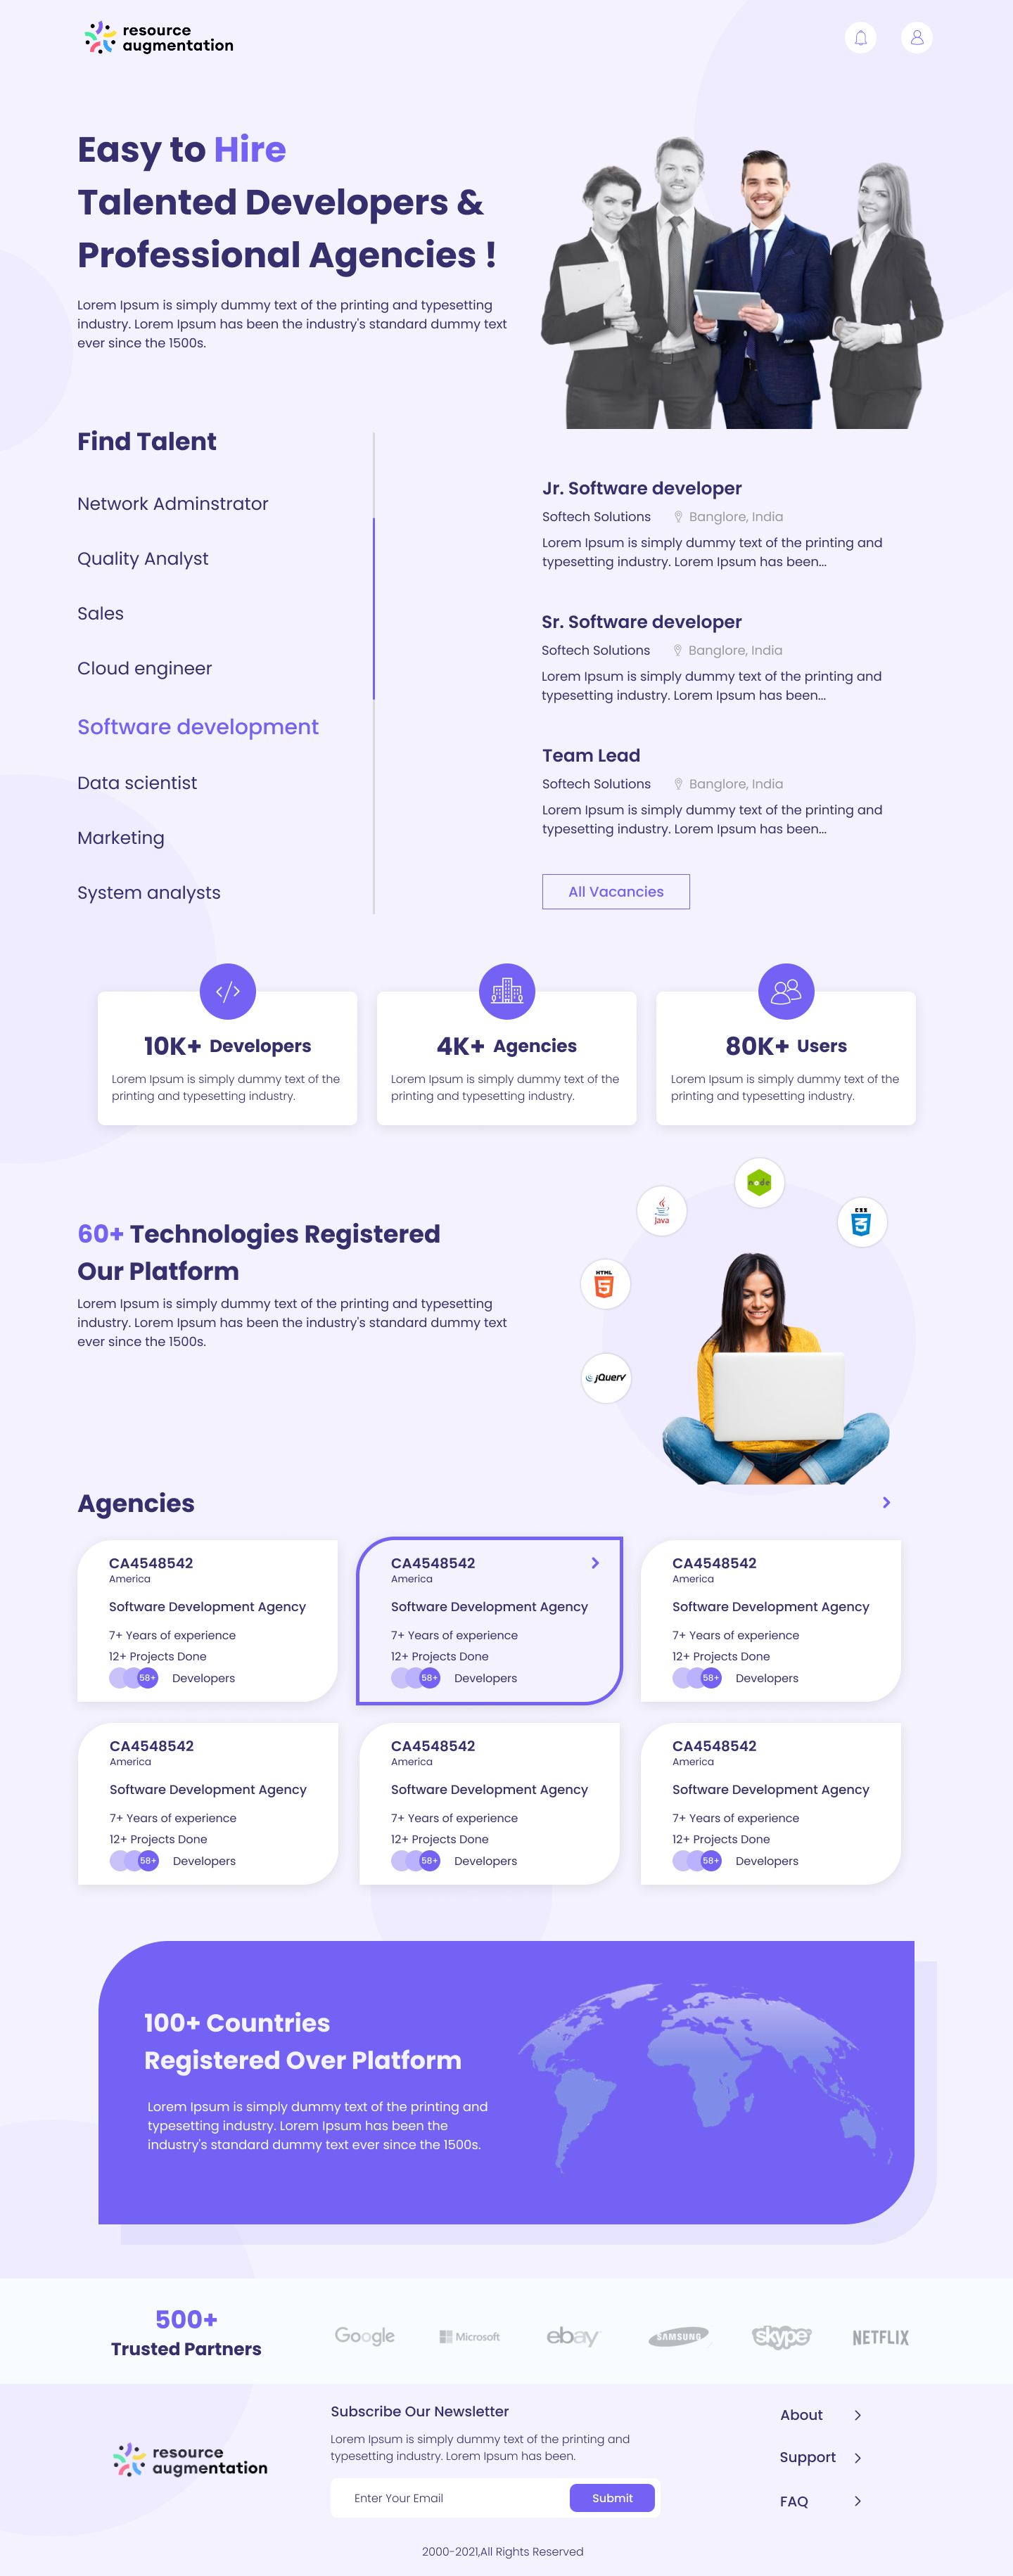 resource
augmentation
Easy to Hire
Talented Developers &
Professional Agencies !
Lorem Ipsum is simply dummy text of the printing and typesetting
industry. Lorem Ipsum has been the industry's standard dummy text
ever since the 1500s.
Find Talent
Network Adminstrator
Quality Analyst
Sales
Cloud engineer
Software development
Data scientist
Marketing
System analysts
Jr. Software developer
Softech Solutions Banglore, India
Lorem Ipsum is simply dummy text of the printing and
typesetting industry. Lorem Ipsum has been...
Sr. Software developer
Softech Solutions Banglore, India
Lorem Ipsum is simply dummy text of the printing and
typesetting industry. Lorem Ipsum has been...
Team Lead
Softech Solutions Banglore, India
Lorem Ipsum is simply dummy text of the printing and
typesetting industry. Lorem Ipsum has been...
All Vacancies
10K+ Developers
Lorem Ipsum is simply dummy text of the
printing and typesetting industry.
4K+ Agencies
Lorem Ipsum is simply dummy text of the
printing and typesetting industry.
80K+ Users
Lorem Ipsum is simply dummy text of the
printing and typesetting industry.
60+ Technologies Registered
Our Platform
Lorem Ipsum is simply dummy text of the printing and typesetting
industry. Lorem Ipsum has been the industry's standard dummy text
ever since the 1500s.
node
Java
CSS
3
HTML
5
jQuery
Agencies
CA4548542
America
Software Development Agency
7+ Years of experience
12+ Projects Done
58+ Developers
CA4548542
America
Software Development Agency
7+ Years of experience
12+ Projects Done
58+ Developers
CA4548542
America
Software Development Agency
7+ Years of experience
12+ Projects Done
58+ Developers
CA4548542
America
Software Development Agency
7+ Years of experience
12+ Projects Done
58+ Developers
CA4548542
America
Software Development Agency
7+ Years of experience
12+ Projects Done
58+ Developers
CA4548542
America
Software Development Agency
7+ Years of experience
12+ Projects Done
58+ Developers
100+ Countries
Registered Over Platform
Lorem Ipsum is simply dummy text of the printing and
typesetting industry. Lorem Ipsum has been the
industry's standard dummy text ever since the 1500s.
500+
Trusted Partners
Google
Microsoft
ebay
SAMSUNG
skype
NETFLIX
resource
augmentation
Subscribe Our Newsletter
Lorem Ipsum is simply dummy text of the printing and
typesetting industry. Lorem Ipsum has been.
Enter Your Email
Submit
About
Support
FAQ
2000-2021,All Rights Reserved